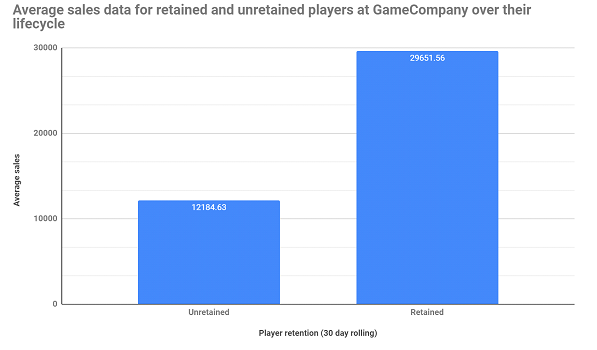 Average sales data for retained and unretained players at GameCompany over their
lifecycle
30000
29651.56
20000
Average sales
12184.63
10000
0
Unretained
Retained
Player retention (30 day rolling)